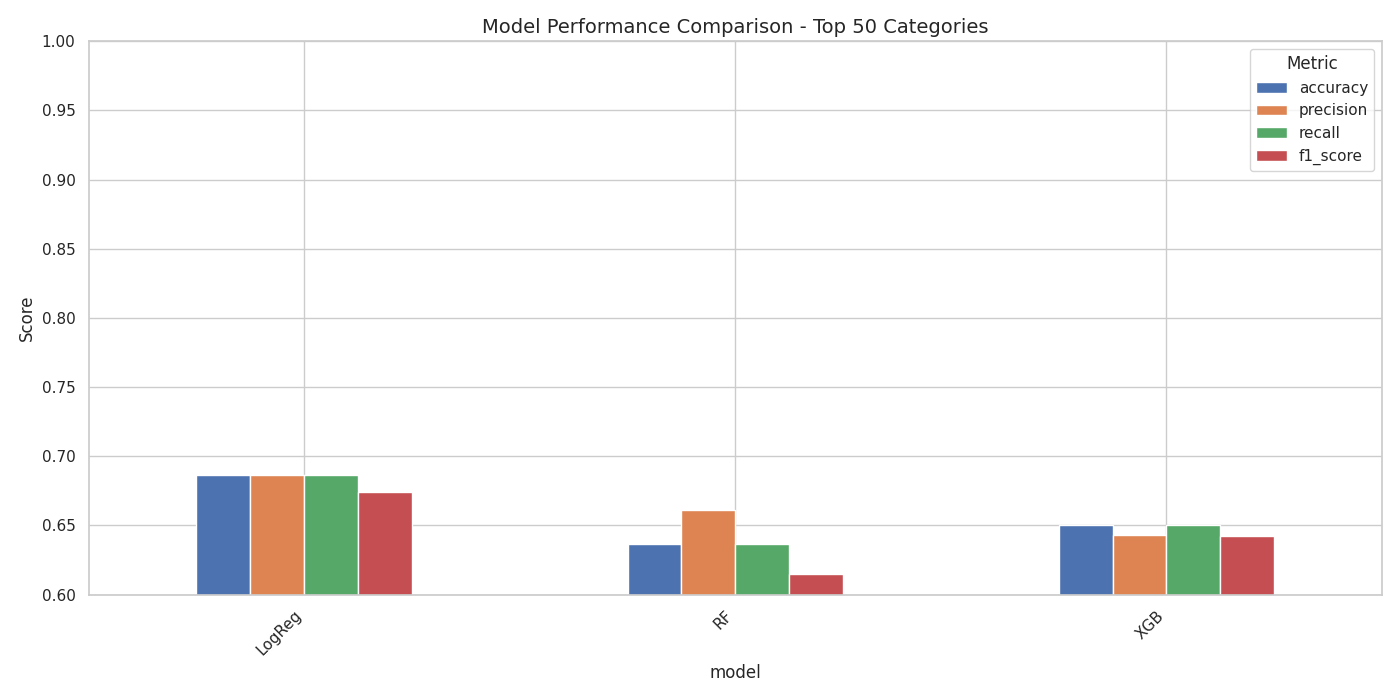 Model Performance Comparison - Top 50 Categories
Metric
accuracy
precision
recall
f1_score
Score
1.00
0.95
0.90
0.85
0.80
0.75
0.70
0.65
0.60
LogReg
RF
XGB
model